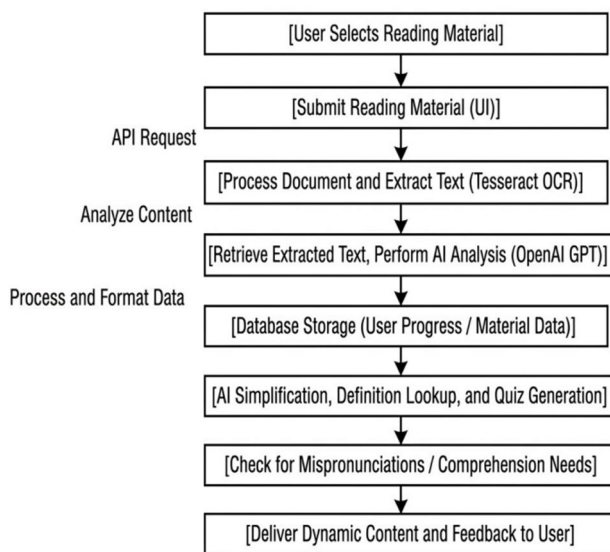 [User Selects Reading Material]
[Submit Reading Material (UI)]
API Request
[Process Document and Extract Text (Tesseract OCR)]
Analyze Content
[Retrieve Extracted Text, Perform AI Analysis (OpenAI GPT)]
Process and Format Data
[Database Storage (User Progress / Material Data)]
[AI Simplification, Definition Lookup, and Quiz Generation]
[Check for Mispronunciations / Comprehension Needs]
[Deliver Dynamic Content and Feedback to User]